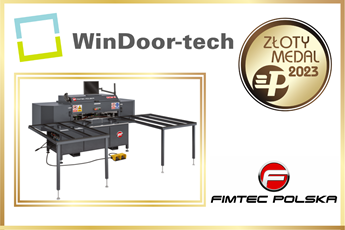 WinDoor-tech
ZŁOTY
MEDAL
2023
FIMTEC POLSKA